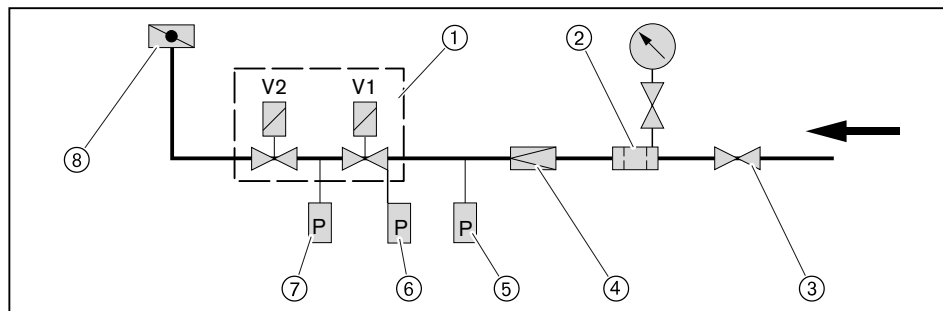 ① ②
V2 V1
⑧
P P P
⑦ ⑥ ⑤ ④ ③